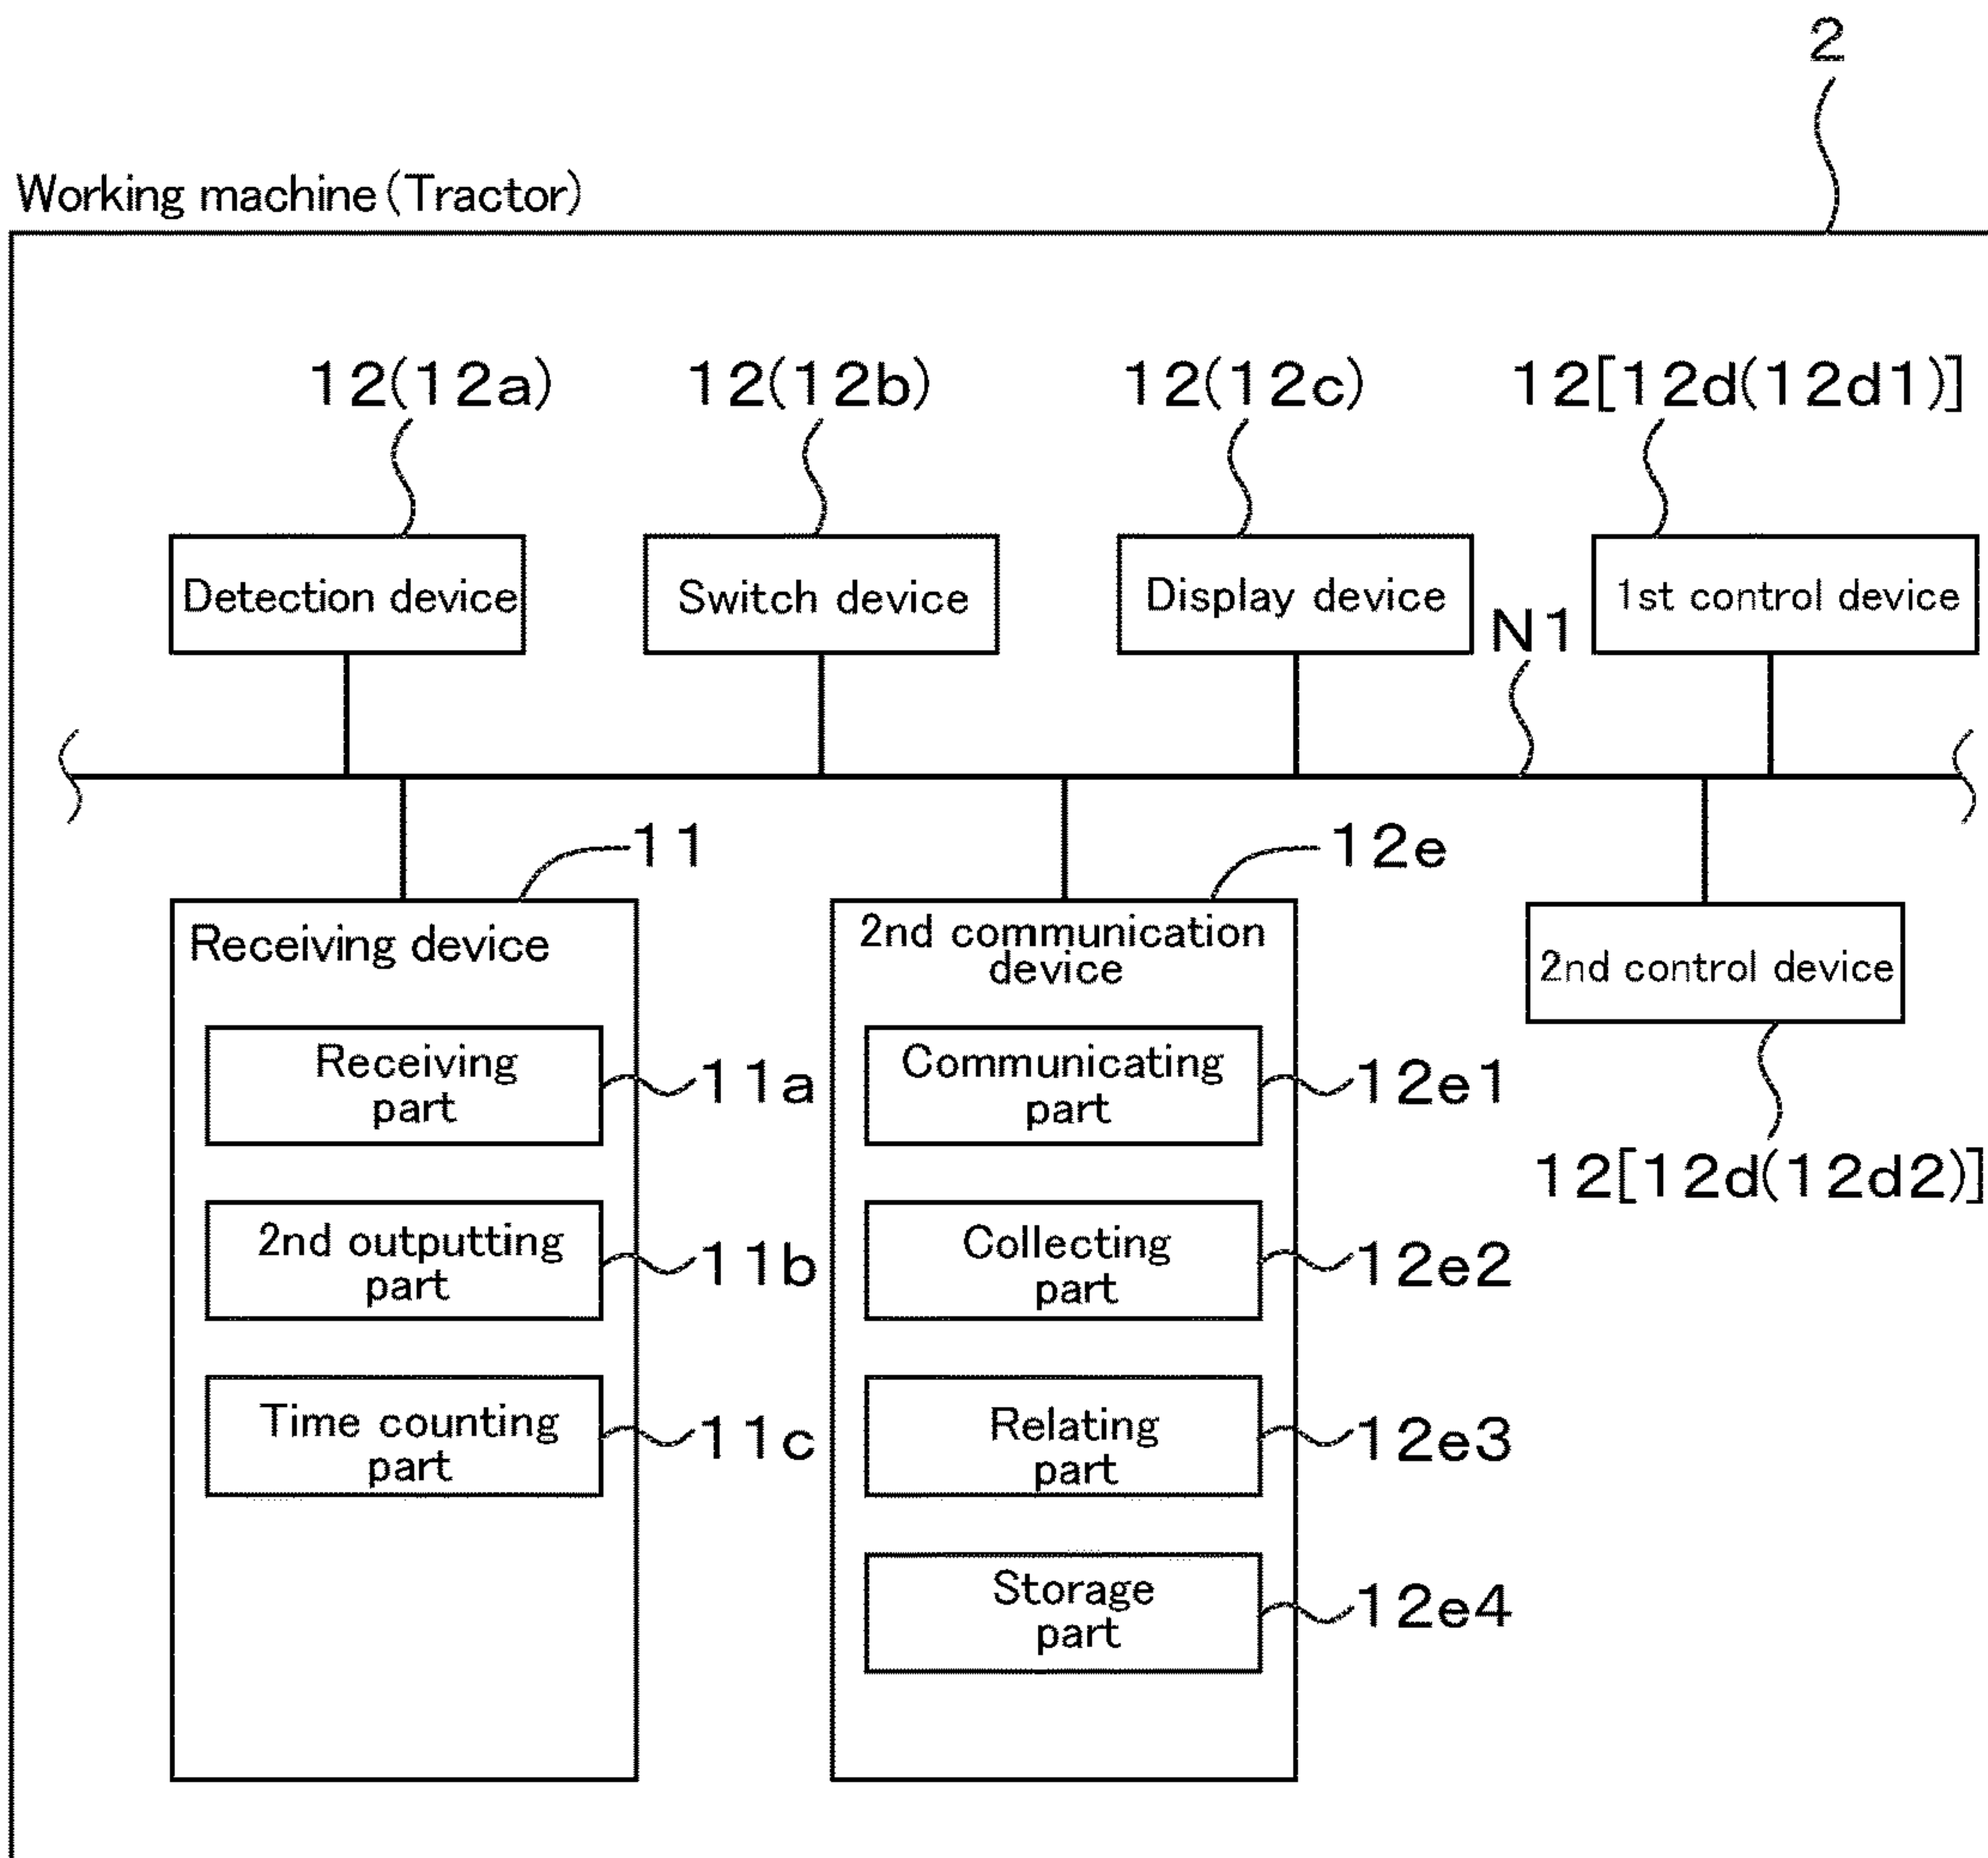 2
Working machine (Tractor)
12(12a)
12(12b)
12(12c)
12[12d(12d1)]
Detection device
Switch device
Display device
1st control device
N1
11
12e
Receiving device
2nd communication
device
2nd control device
Receiving
part
11a
Communicating
part
12e1
12[12d(12d2)]
2nd outputting
part
11b
Collecting
part
12e2
Time counting
part
11c
Relating
part
12e3
Storage
part
12e4